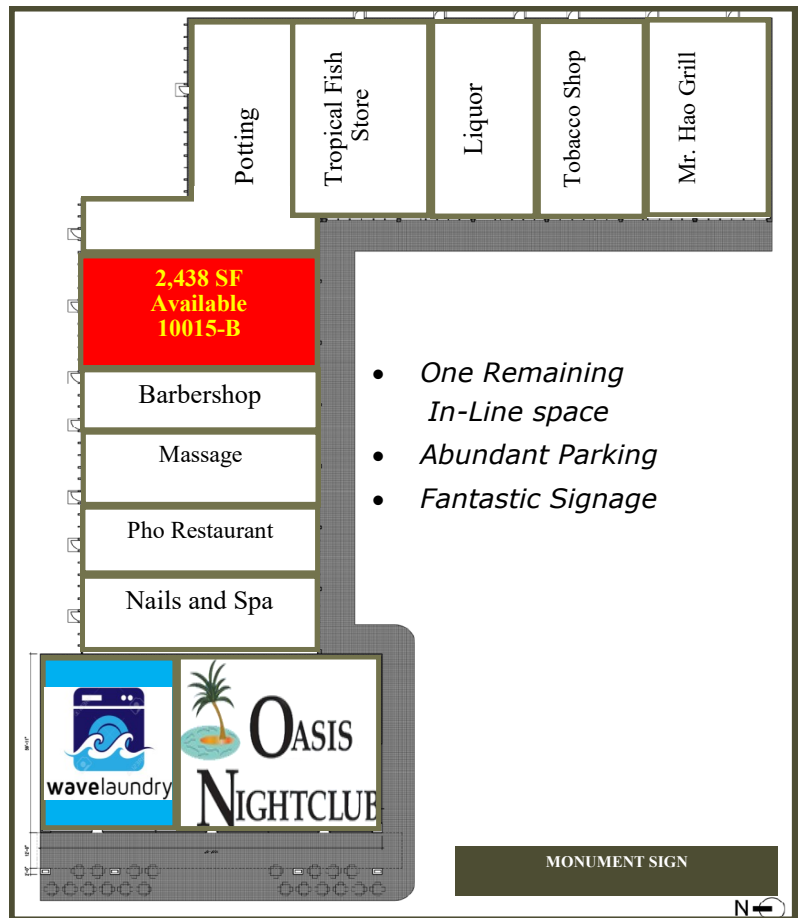 Potting
Tropical Fish
Store
Liquor
Tobacco Shop
Mr. Hao Grill
2,438 SF
Available
10015-B
Barbershop
Massage
Pho Restaurant
Nails and Spa
• One Remaining
In-Line space
• Abundant Parking
• Fantastic Signage
wavelaundry
OASIS
NIGHTCLUB
MONUMENT SIGN
N